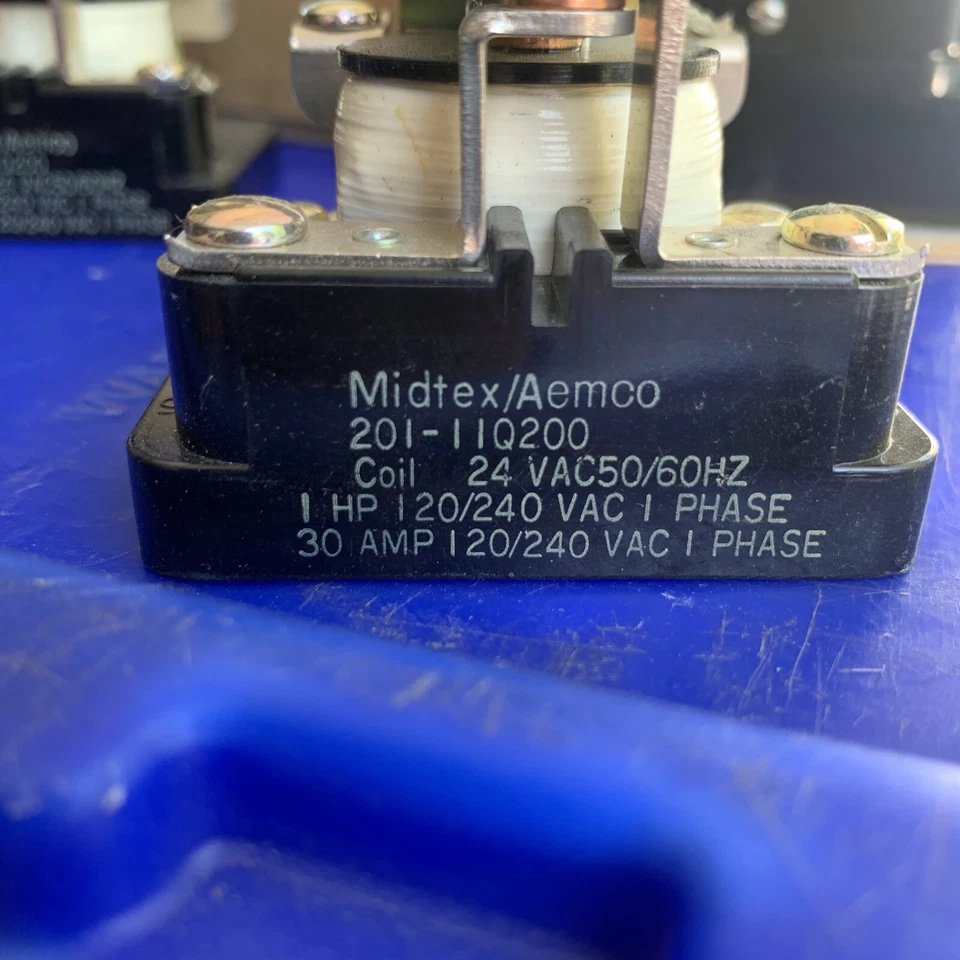 Midtex/Aemco
201-11Q200
Coil 24 VAC50/60HZ
1 HP 120/240 VAC 1 PHASE
30 AMP 120/240 VAC 1 PHASE